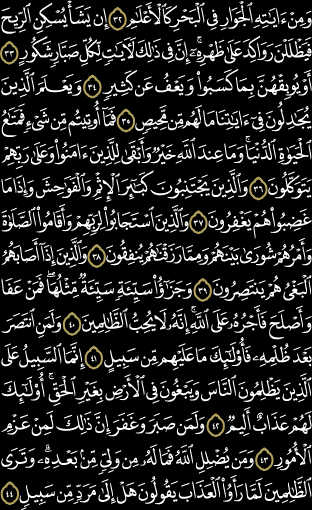 وَمِنْ ءَايَٰتِهِ ٱلْجَوَارِ فِى ٱلْبَحْرِ كَٱلْأَعْلَٰمِ ٣٢ إِن يَشَأْ يُسْكِنِ ٱلرِّيحَ
فَيَظْلَلْنَ رَوَاكِدَ عَلَىٰ ظَهْرِهِۦٓ ۚ إِنَّ فِى ذَٰلِكَ لَءَايَٰتٍ لِّكُلِّ صَبَّارٍ شَكُورٍ ٣٣
أَوْ يُوبِقْهُنَّ بِمَا كَسَبُوا۟ وَيَعْفُ عَن كَثِيرٍ ٣٤ وَيَعْلَمَ ٱلَّذِينَ
يُجَٰدِلُونَ فِىٓ ءَايَٰتِنَا مَا لَهُم مِّن مَّحِيصٍ ٣٥ فَمَآ أُوتِيتُم مِّن شَىْءٍ فَمَتَٰعُ
ٱلْحَيَوٰةِ ٱلدُّنْيَا ۖ وَمَا عِندَ ٱللَّهِ خَيْرٌ وَأَبْقَىٰ لِلَّذِينَ ءَامَنُوا۟ وَعَلَىٰ رَبِّهِمْ
يَتَوَكَّلُونَ ٣٦ وَٱلَّذِينَ يَجْتَنِبُونَ كَبَٰٓئِرَ ٱلْإِثْمِ وَٱلْفَوَٰحِشَ وَإِذَا مَا
غَضِبُوا۟ هُمْ يَغْفِرُونَ ٣٧ وَٱلَّذِينَ ٱسْتَجَابُوا۟ لِرَبِّهِمْ وَأَقَامُوا۟ ٱلصَّلَوٰةَ
وَأَمْرُهُمْ شُورَىٰ بَيْنَهُمْ وَمِمَّا رَزَقْنَٰهُمْ يُنفِقُونَ ٣٨ وَٱلَّذِينَ إِذَآ أَصَابَهُمُ
ٱلْبَغْىُ هُمْ يَنتَصِرُونَ ٣٩ وَجَزَٰٓؤُا۟ سَيِّئَةٍ سَيِّئَةٌ مِّثْلُهَا ۖ فَمَنْ عَفَا
وَأَصْلَحَ فَأَجْرُهُۥ عَلَى ٱللَّهِ ۚ إِنَّهُۥ لَا يُحِبُّ ٱلظَّٰلِمِينَ ٤٠ وَلَمَنِ ٱنتَصَرَ
بَعْدَ ظُلْمِهِۦ فَأُو۟لَٰٓئِكَ مَا عَلَيْهِم مِّن سَبِيلٍ ٤١ إِنَّمَا ٱلسَّبِيلُ عَلَى
ٱلَّذِينَ يَظْلِمُونَ ٱلنَّاسَ وَيَبْغُونَ فِى ٱلْأَرْضِ بِغَيْرِ ٱلْحَقِّ ۚ أُو۟لَٰٓئِكَ
لَهُمْ عَذَابٌ أَلِيمٌ ٤٢ وَلَمَن صَبَرَ وَغَفَرَ إِنَّ ذَٰلِكَ لَمِنْ عَزْمِ
ٱلْأُمُورِ ٤٣ وَمَن يُضْلِلِ ٱللَّهُ فَمَا لَهُۥ مِن وَلِىٍّ مِّنۢ بَعْدِهِۦ ۗ وَتَرَى
ٱلظَّٰلِمِينَ لَمَّا رَأَوُا۟ ٱلْعَذَابَ يَقُولُونَ هَلْ إِلَىٰ مَرَدٍّ مِّن سَبِيلٍ ٤٤